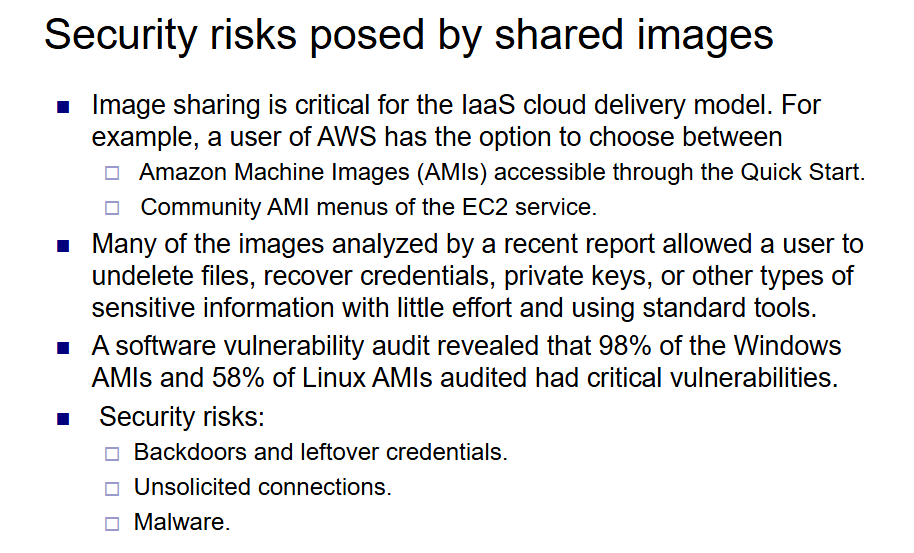 Security risks posed by shared images
Image sharing is critical for the IaaS cloud delivery model. For
example, a user of AWS has the option to choose between
Amazon Machine Images (AMIs) accessible through the Quick Start.
Community AMI menus of the EC2 service.
Many of the images analyzed by a recent report allowed a user to
undelete files, recover credentials, private keys, or other types of
sensitive information with little effort and using standard tools.
A software vulnerability audit revealed that 98% of the Windows
AMIs and 58% of Linux AMIs audited had critical vulnerabilities.
Security risks:
Backdoors and leftover credentials.
Unsolicited connections.
Malware.